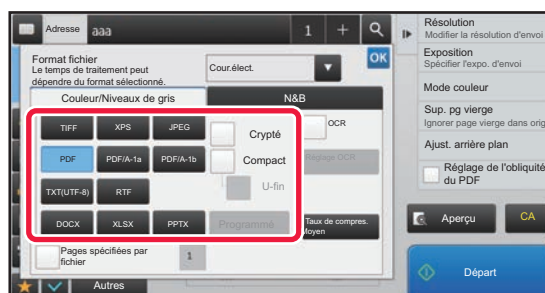 Adresse
aaa
1
+
Format fichier
Le temps de traitement peut
dépendre du format sélectionné.
Cour.élect.
OK
Couleur/Niveaux de gris
N&B
TIFF
XPS
JPEG
Crypté
OCR
PDF
PDF/A-1a
PDF/A-1b
Compact
Réglage OCR
TXT(UTF-8)
RTF
U-fin
DOCX
XLSX
PPTX
Programmé
Taux de compres.
Moyen
Pages spécifiées par
fichier
1
Autres
Résolution
Modifier la résolution d'envoi
Exposition
Spécifier l'expo. d'envoi
Mode couleur
Sup. pg vierge
Ignorer page vierge dans orig
Ajust. arrière plan
Réglage de l'obliquité
du PDF
Aperçu
CA
Départ